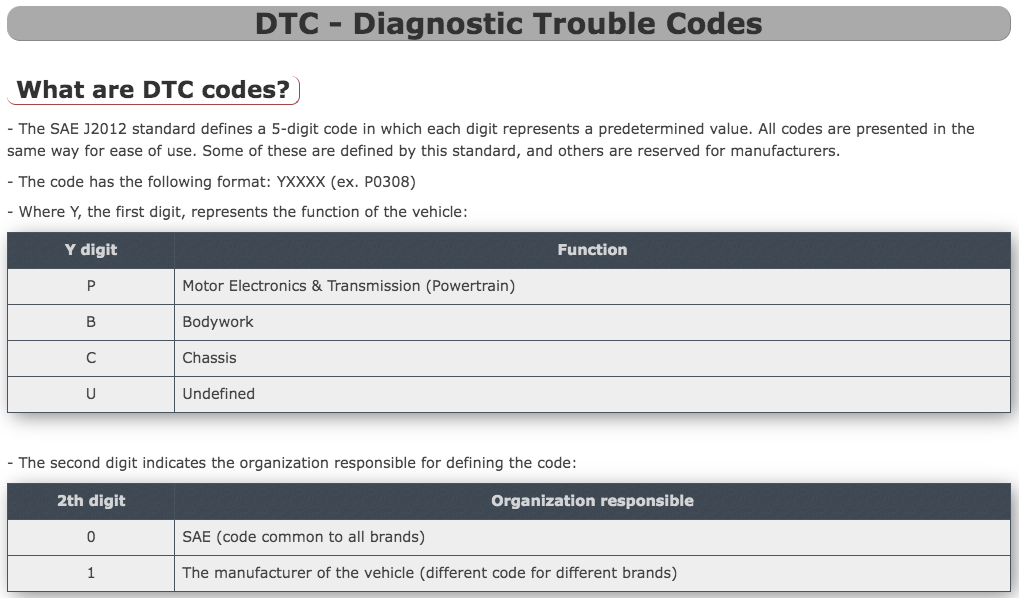 DTC - Diagnostic Trouble Codes
What are DTC codes?
- The SAE J2012 standard defines a 5-digit code in which each digit represents a predetermined value. All codes are presented in the
same way for ease of use. Some of these are defined by this standard, and others are reserved for manufacturers.
- The code has the following format: YXXXX (ex. P0308)
- Where Y, the first digit, represents the function of the vehicle:
Y digit Function
P Motor Electronics & Transmission (Powertrain)
B Bodywork
C Chassis
U Undefined
- The second digit indicates the organization responsible for defining the code:
2th digit Organization responsible
0 SAE (code common to all brands)
1 The manufacturer of the vehicle (different code for different brands)